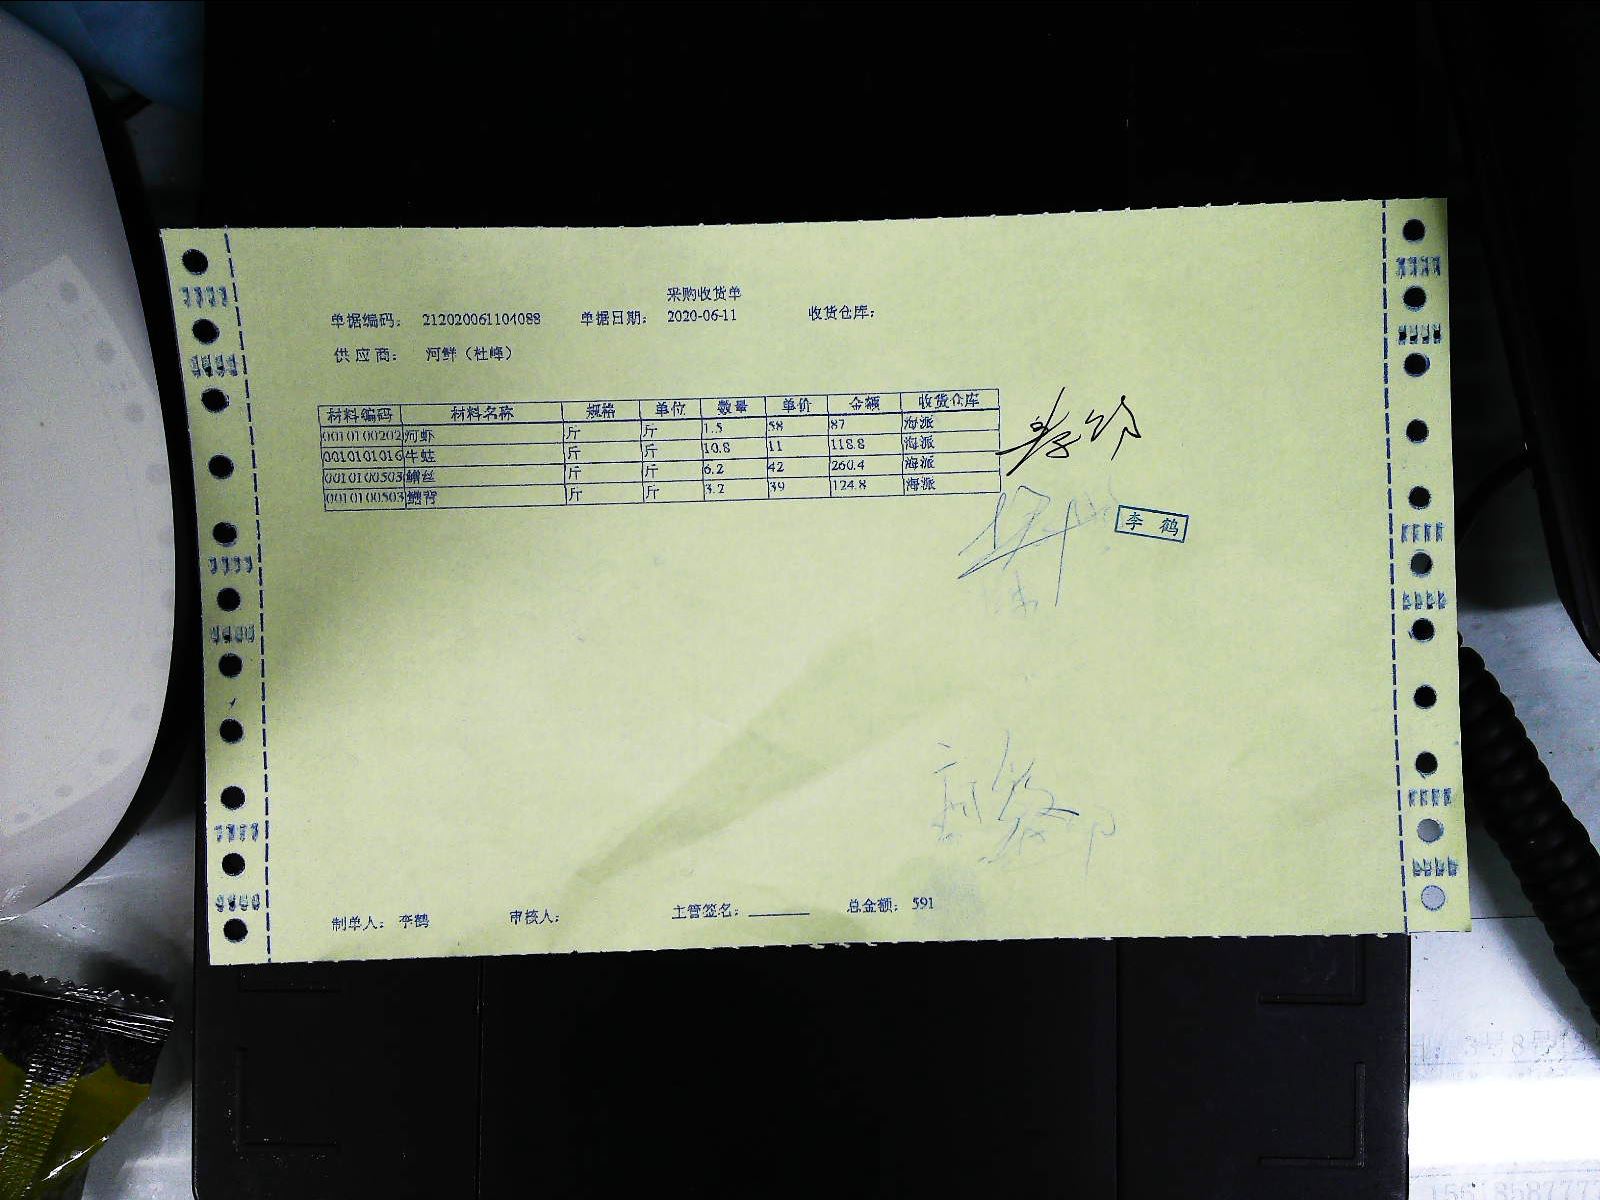 采购收货单
单据编码: 212020061104088 单据日期: 2020-06-11 收货仓库:
供应商: 河鲜（杜峰）
材料编码 材料名称 规格 单位 数量 单价 金额 收货仓库
0010100202 河虾 斤 斤 1.5 58 87 海派
0010101016 牛蛙 斤 斤 10.8 11 118.8 海派
0010100503 鳝丝 斤 斤 6.2 42 260.4 海派
0010100503 鳝背 斤 斤 3.2 39 124.8 海派
李鹤
制单人: 李鹤 审核人: 主管签名: 总金额: 591